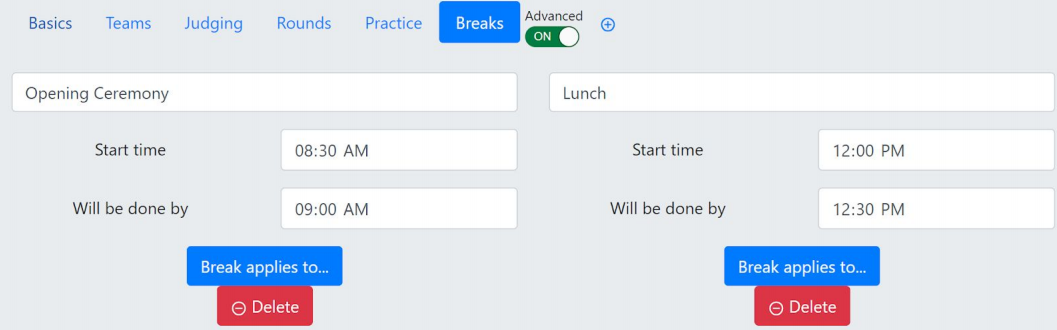 Basics Teams Judging Rounds Practice Breaks Advanced
ON
Opening Ceremony
Start time 08:30 AM
Will be done by 09:00 AM
Break applies to...
Delete
Lunch
Start time 12:00 PM
Will be done by 12:30 PM
Break applies to...
Delete